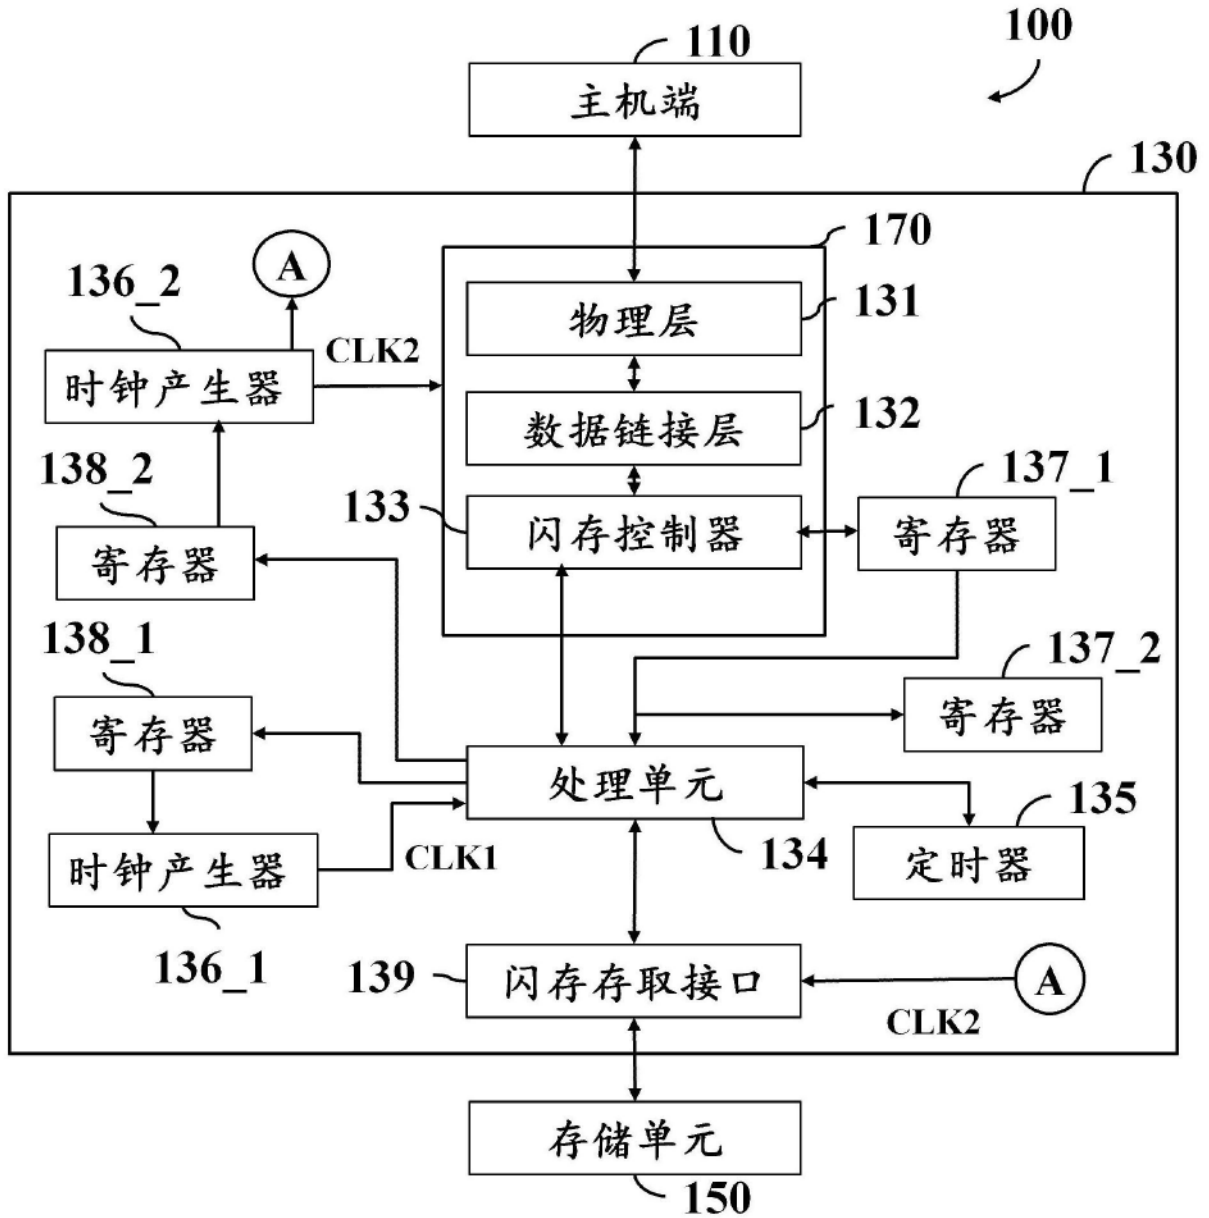 100
110
主机端
130
170
A
136_2
物理层
131
CLK2
时钟产生器
数据链接层
132
138_2
137_1
133
闪存控制器
寄存器
寄存器
138_1
137_2
寄存器
寄存器
处理单元
135
134
时钟产生器
CLK1
定时器
136_1
139
闪存存取接口
A
CLK2
存储单元
150